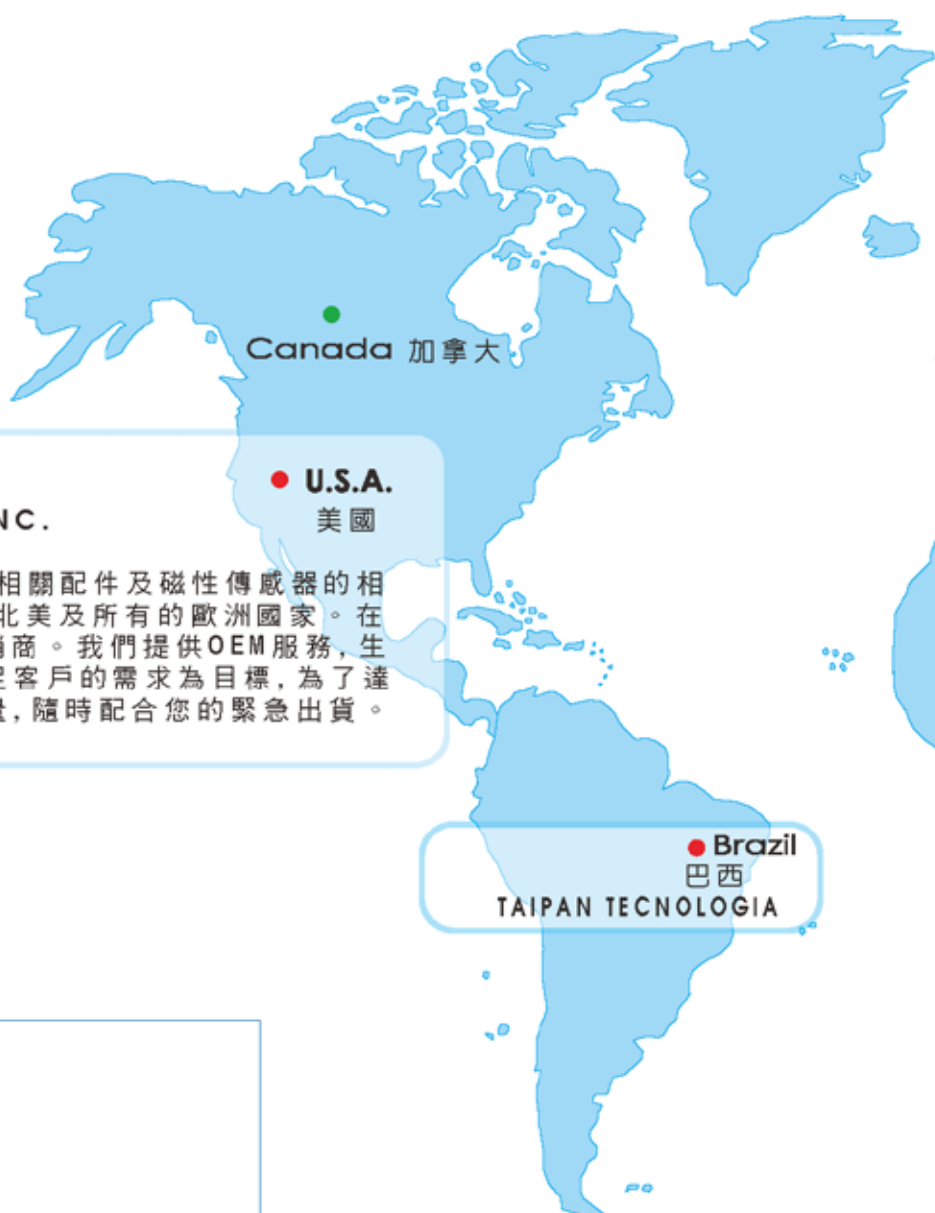 Canada 加拿大
U.S.A.
美國
NC.
相關配件及磁性傳感器的相
北美及所有的歐洲國家。在
商。我們提供OEM服務，生
客戶的需求為目標，為了達
，隨時配合您的緊急出貨。
Brazil
巴西
TAIPAN TECNOLOGIA